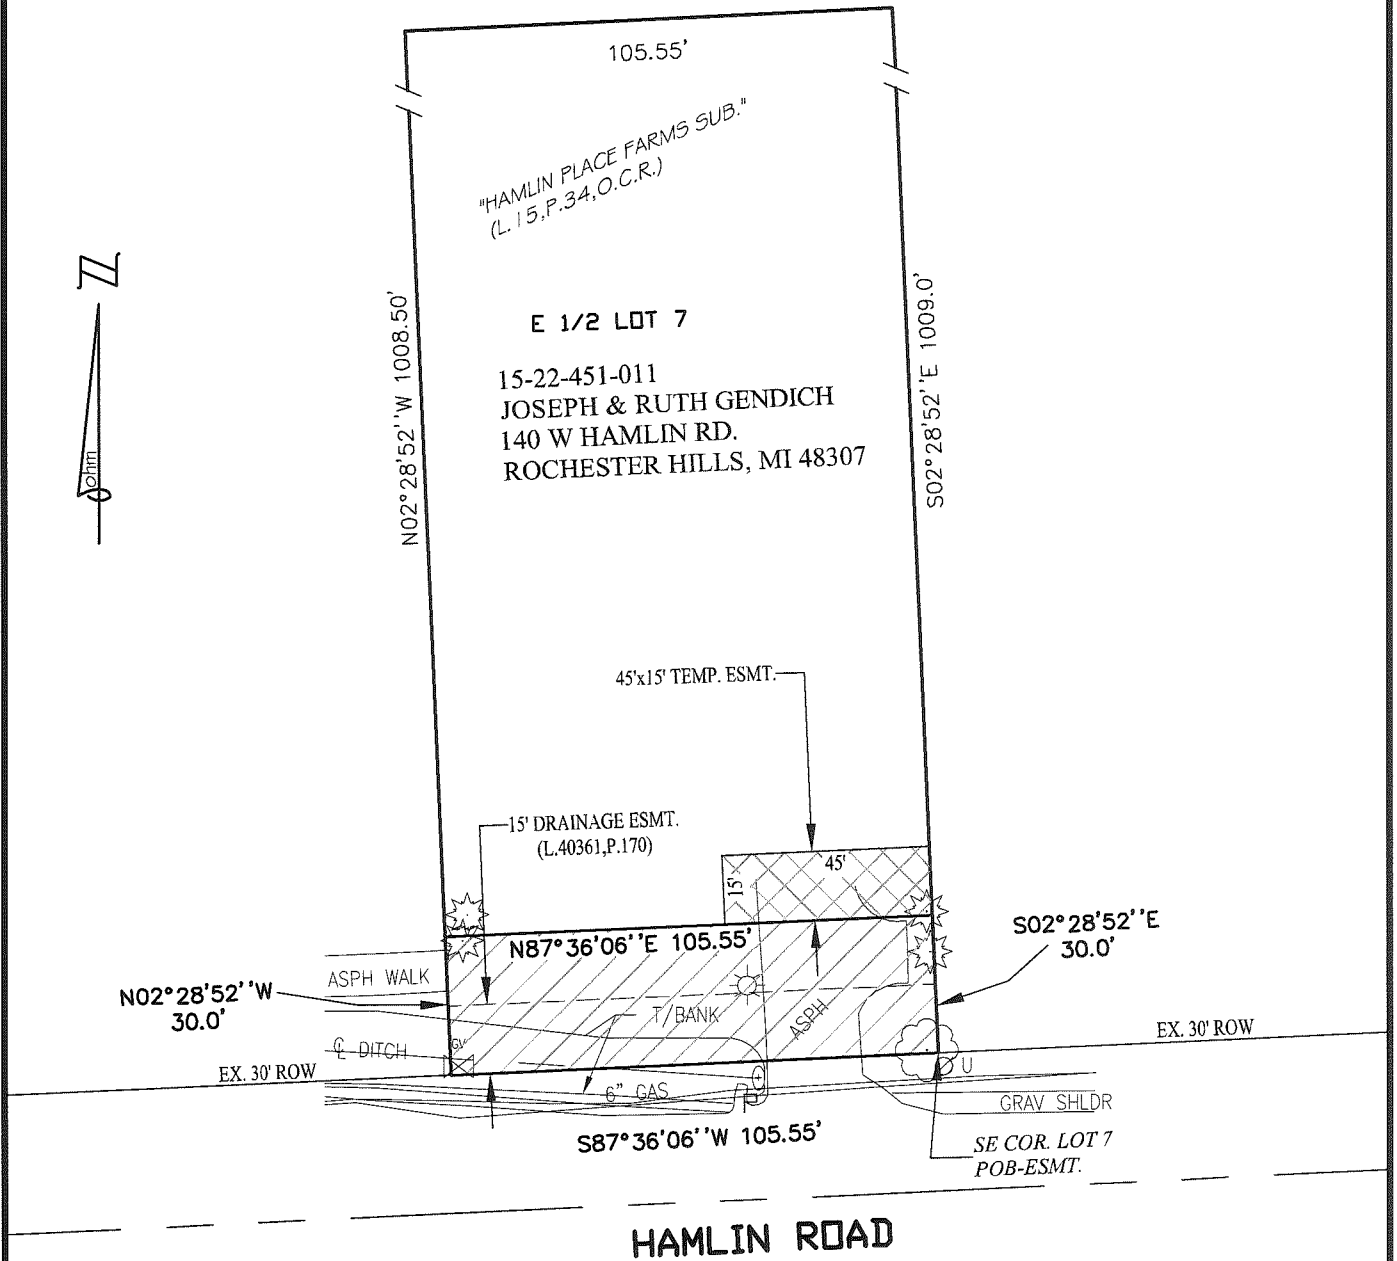 105.55'
"HAMLIN PLACE FARMS SUB."
(L.15,P.34,O.C.R.)
N
ohm
N02°28'52''W 1008.50'
S02°28'52''E 1009.0'
E 1/2 LOT 7
15-22-451-011
JOSEPH & RUTH GENDICH
140 W HAMLIN RD.
ROCHESTER HILLS, MI 48307
45'x15' TEMP. ESMT.
15' DRAINAGE ESMT.
(L.40361,P.170)
45'
15'
N87°36'06''E 105.55'
S02°28'52''E
30.0'
ASPH WALK
N02°28'52''W
30.0'
T/BANK
ASPH
℄ DITCH
GV
EX. 30' ROW
EX. 30' ROW
U
6" GAS
P
GRAV SHLDR
S87°36'06''W 105.55'
SE COR. LOT 7
POB-ESMT.
HAMLIN ROAD